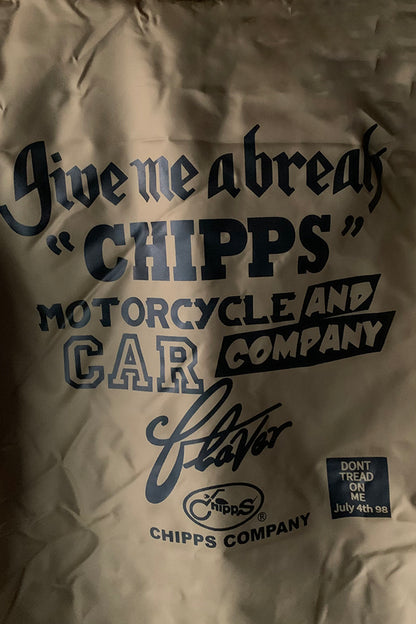 Give me a break
"CHIPPS"
MOTORCYCLE AND
CAR COMPANY
flavor
ChippS ®
CHIPPS COMPANY
DONT
TREAD
ON
ME
July 4th 98